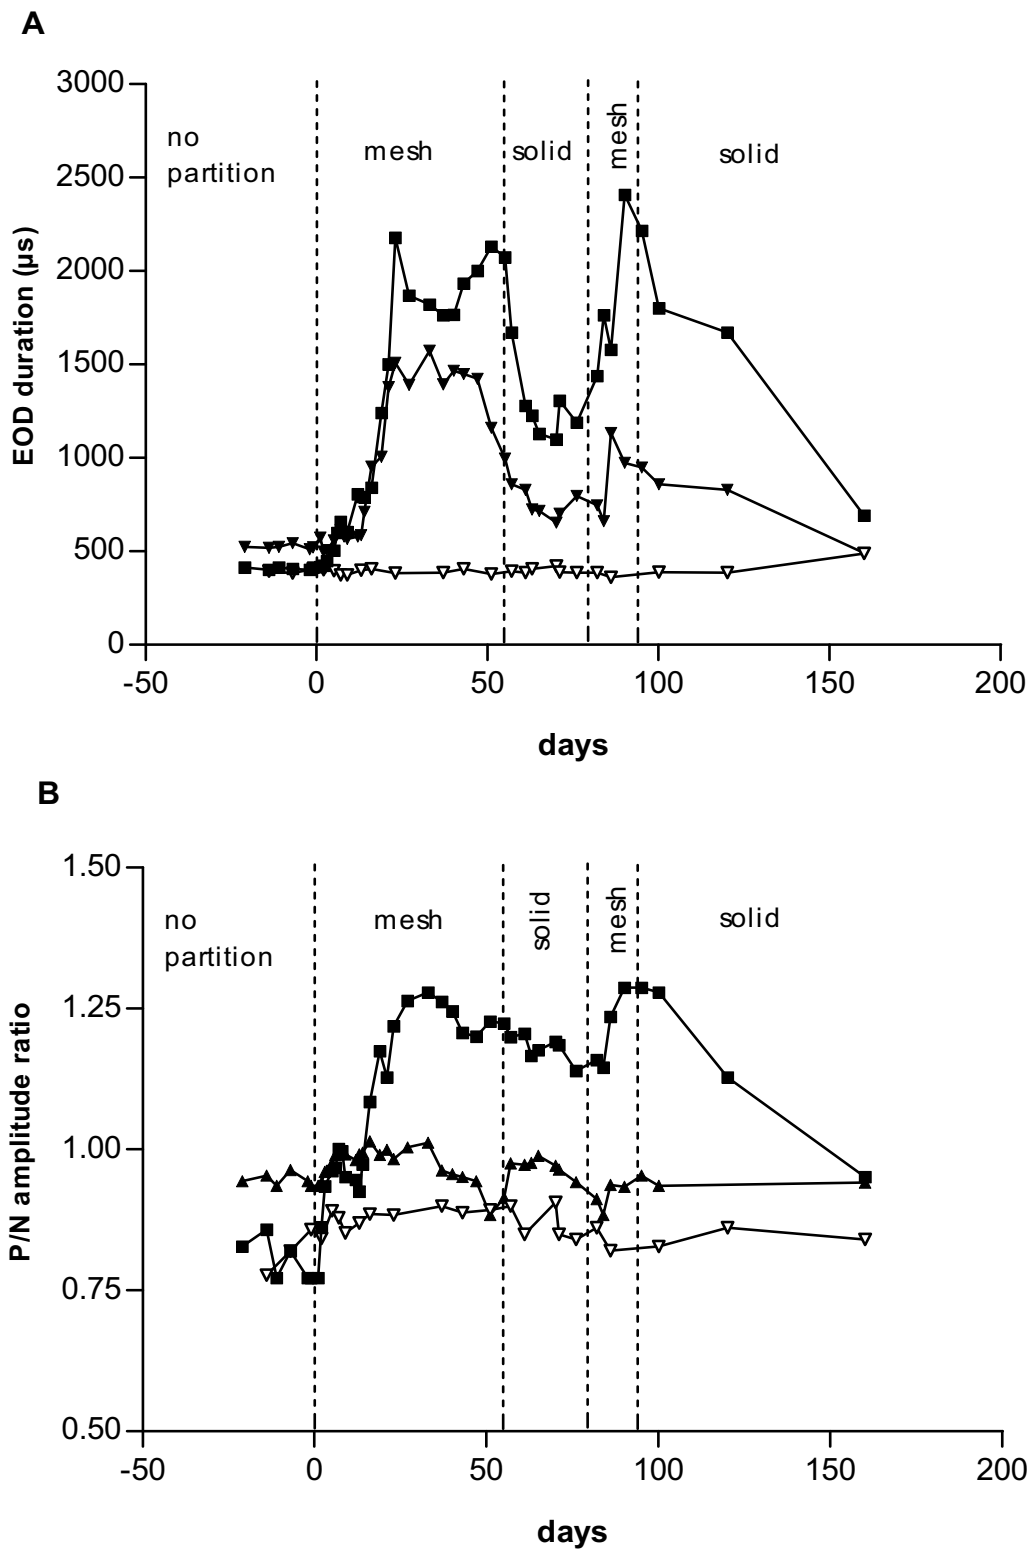 A
3000
2500
2000
1500
1000
500
0
EOD duration (µs)
no
partition
mesh
solid
mesh
solid
-50 0 50 100 150 200
days
B
1.50
1.25
1.00
0.75
0.50
P/N amplitude ratio
no
partition
mesh
solid
mesh
solid
-50 0 50 100 150 200
days